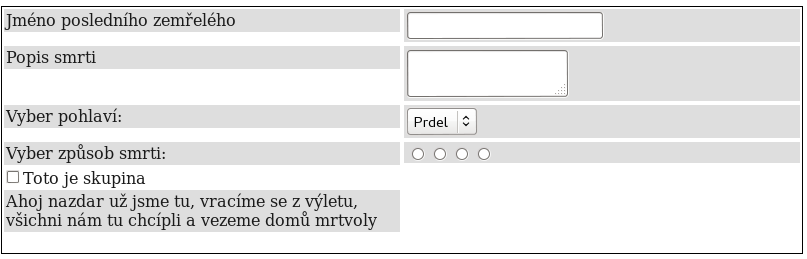 Jméno posledního zemřelého
Popis smrti
Vyber pohlaví:
Prdel
Vyber způsob smrti:
Toto je skupina
Ahoj nazdar už jsme tu, vracíme se z výletu,
všichni nám tu chcípli a vezeme domů mrtvoly